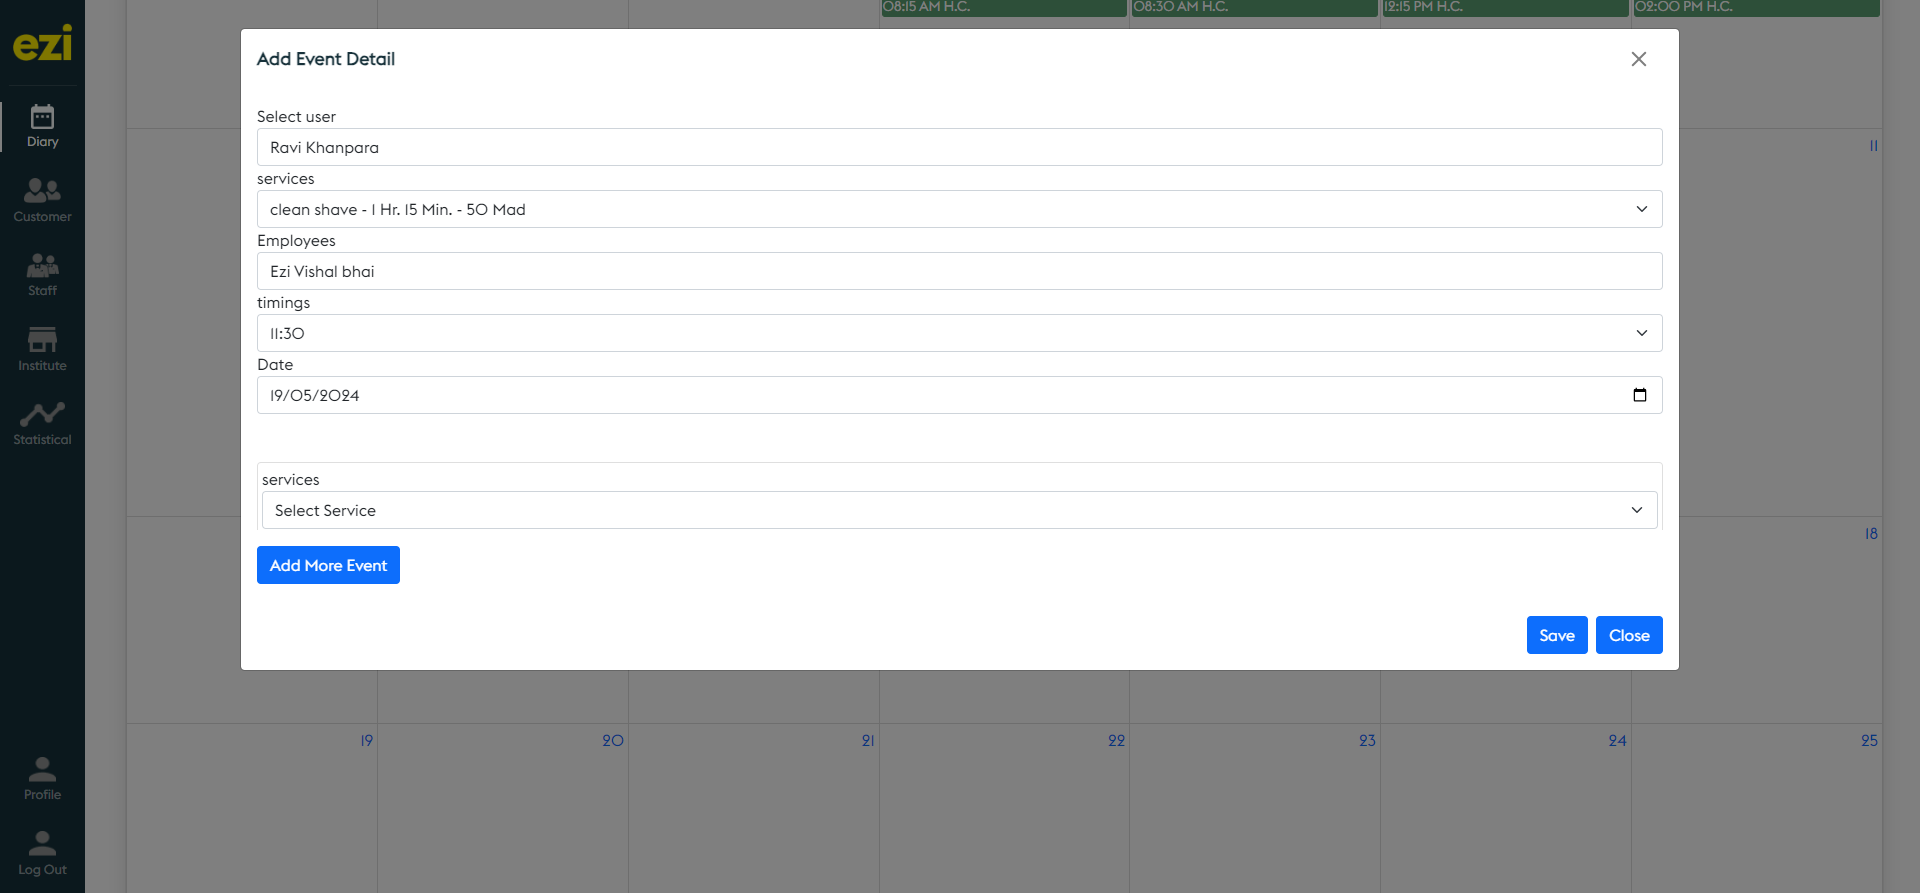 ezi
Diary
Customer
Staff
Institute
Statistical
Profile
Log Out
08:15 AM H.C.
08:30 AM H.C.
12:15 PM H.C.
02:00 PM H.C.
Add Event Detail
Select user
Ravi Khanpara
services
clean shave - 1 Hr. 15 Min. - 50 Mad
Employees
Ezi Vishal bhai
timings
11:30
Date
19/05/2024
services
Select Service
Add More Event
Save
Close
11
18
19
20
21
22
23
24
25